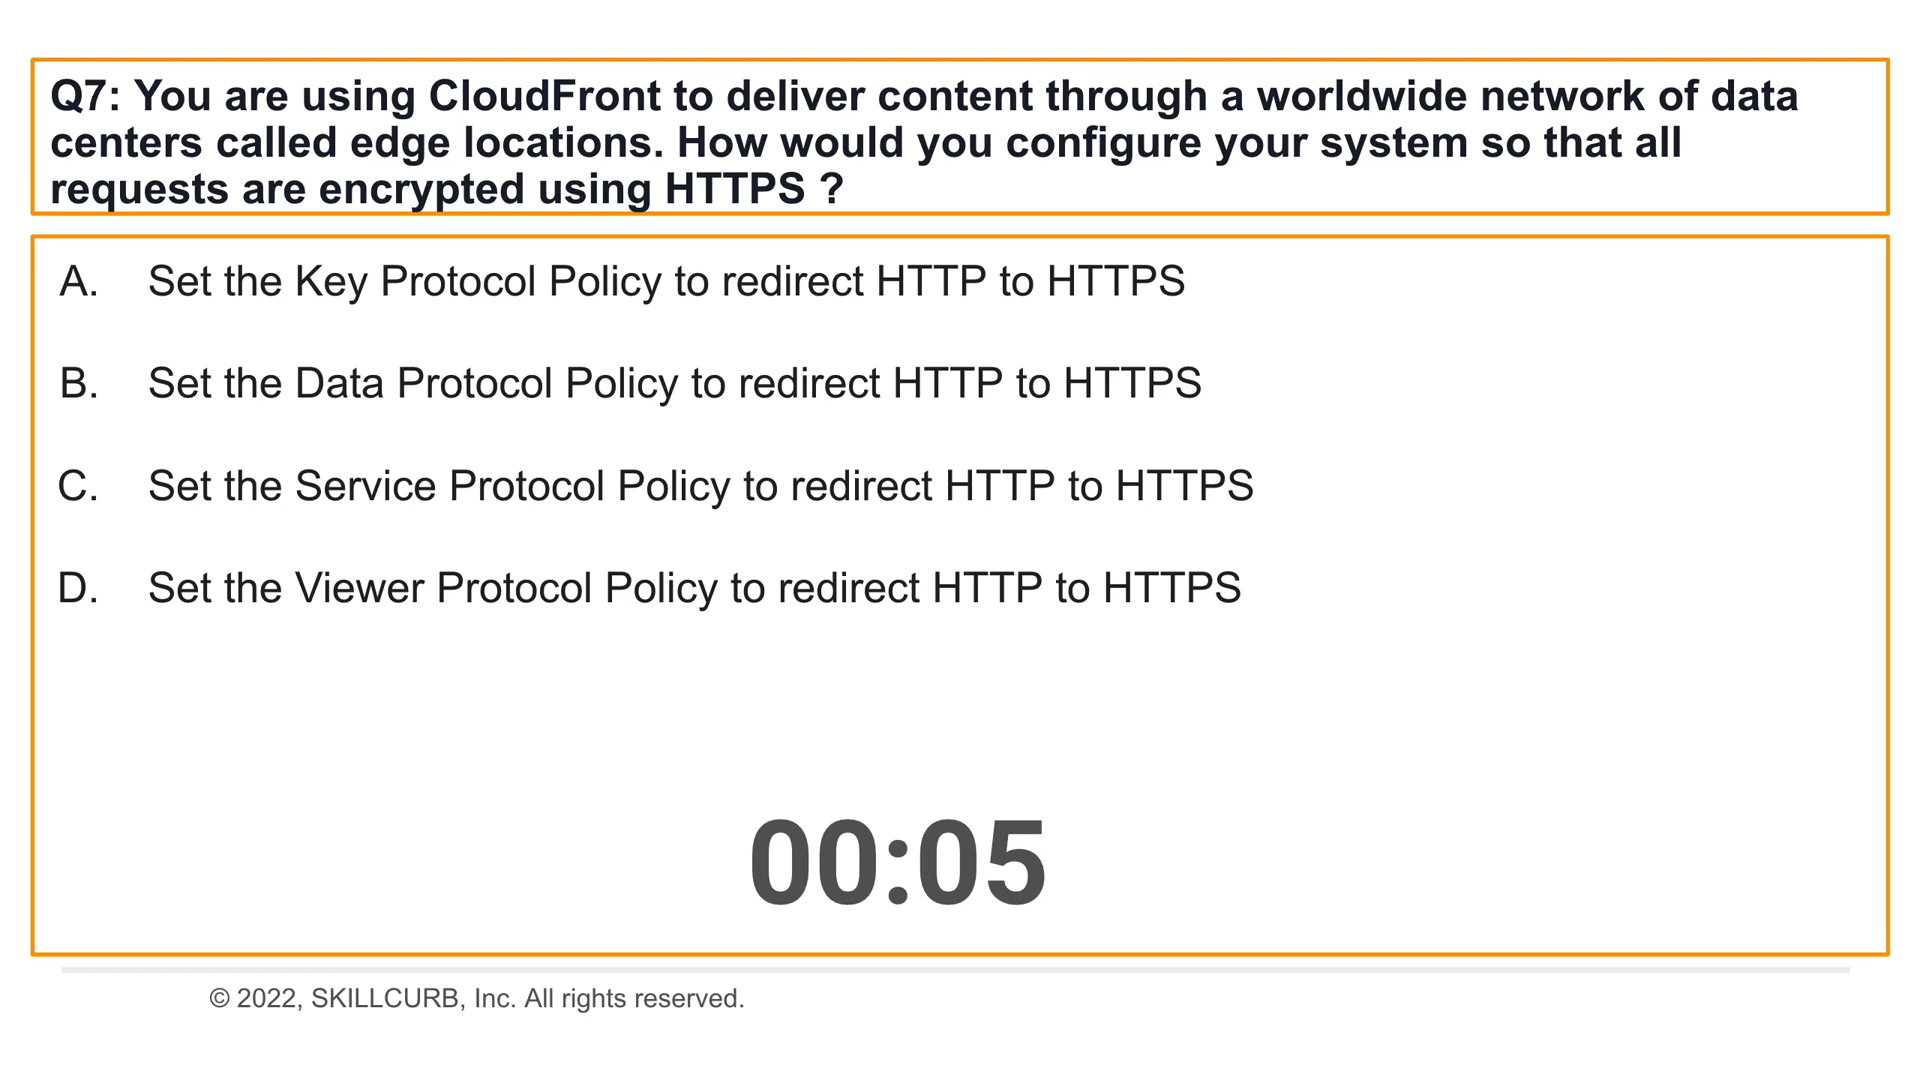 Q7: You are using CloudFront to deliver content through a worldwide network of data
centers called edge locations. How would you configure your system so that all
requests are encrypted using HTTPS ?
A. Set the Key Protocol Policy to redirect HTTP to HTTPS
B. Set the Data Protocol Policy to redirect HTTP to HTTPS
C. Set the Service Protocol Policy to redirect HTTP to HTTPS
D. Set the Viewer Protocol Policy to redirect HTTP to HTTPS
00:05
© 2022, SKILLCURB, Inc. All rights reserved.